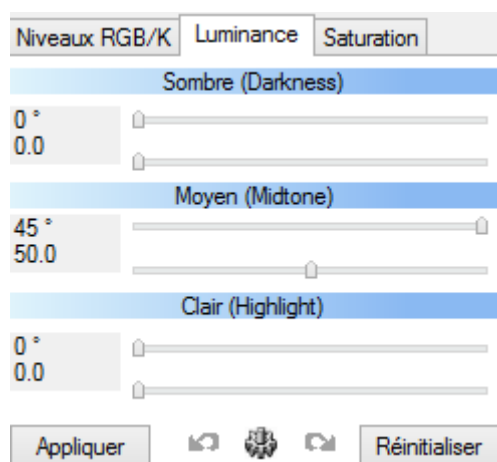 Niveaux RGB/K Luminance Saturation
Sombre (Darkness)
0 °
0.0
Moyen (Midtone)
45 °
50.0
Clair (Highlight)
0 °
0.0
Appliquer Réinitialiser